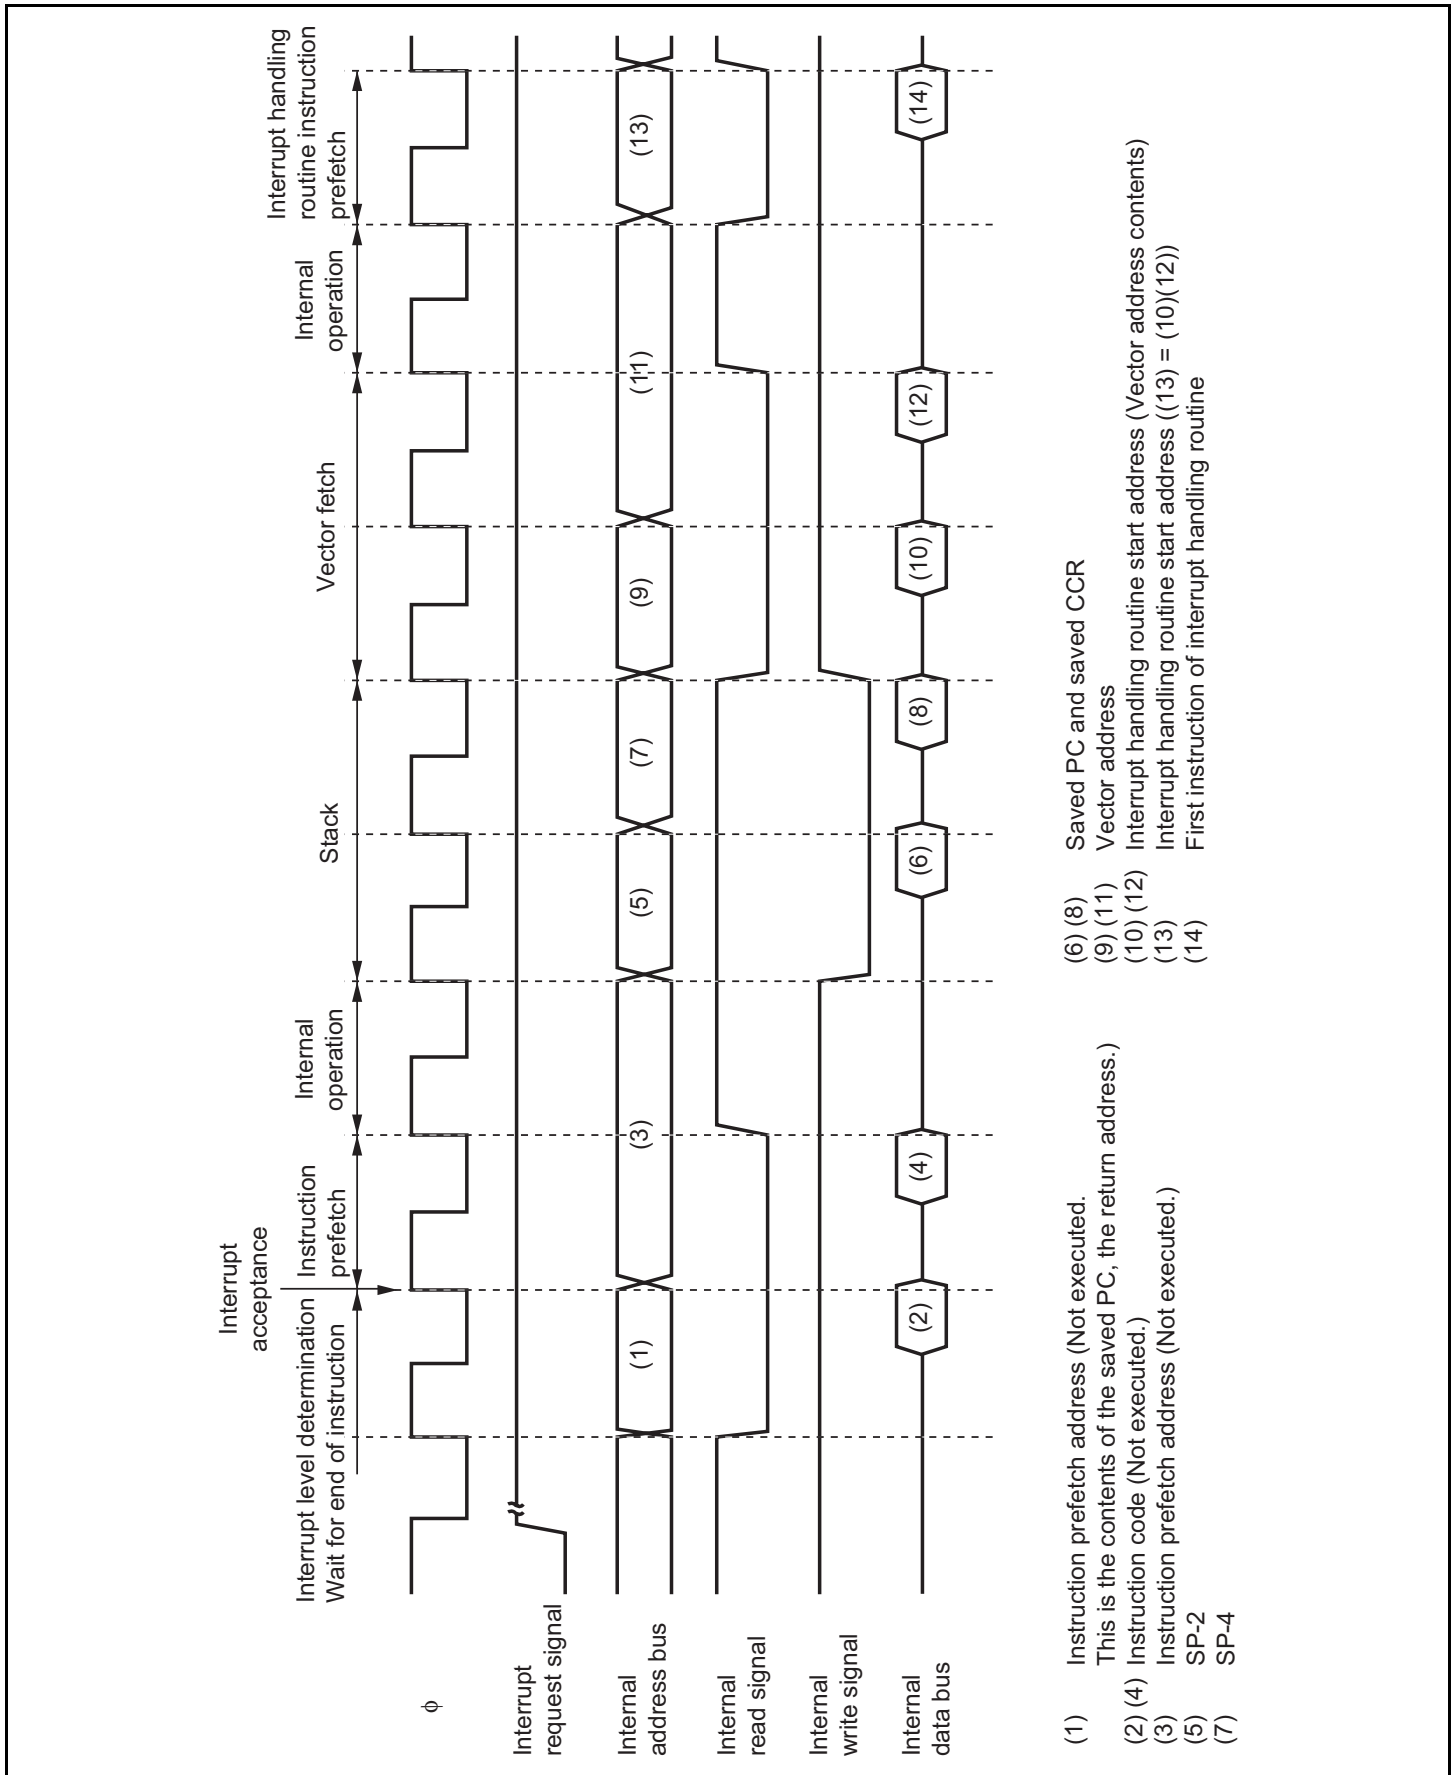 Interrupt
acceptance
Interrupt level determination
Wait for end of instruction
Instruction
prefetch
Internal
operation
Stack
Vector fetch
Internal
operation
Interrupt handling
routine instruction
prefetch
φ
Interrupt
request signal
Internal
address bus
(1)
(3)
(5)
(7)
(9)
(11)
(13)
Internal
read signal
Internal
write signal
Internal
data bus
(2)
(4)
(6)
(8)
(10)
(12)
(14)
(1) Instruction prefetch address (Not executed.
This is the contents of the saved PC, the return address.)
(2) (4) Instruction code (Not executed.)
(3) Instruction prefetch address (Not executed.)
(5) SP-2
(7) SP-4
(6) (8) Saved PC and saved CCR
(9) (11) Vector address
(10) (12) Interrupt handling routine start address (Vector address contents)
(13) Interrupt handling routine start address ((13) = (10)(12))
(14) First instruction of interrupt handling routine